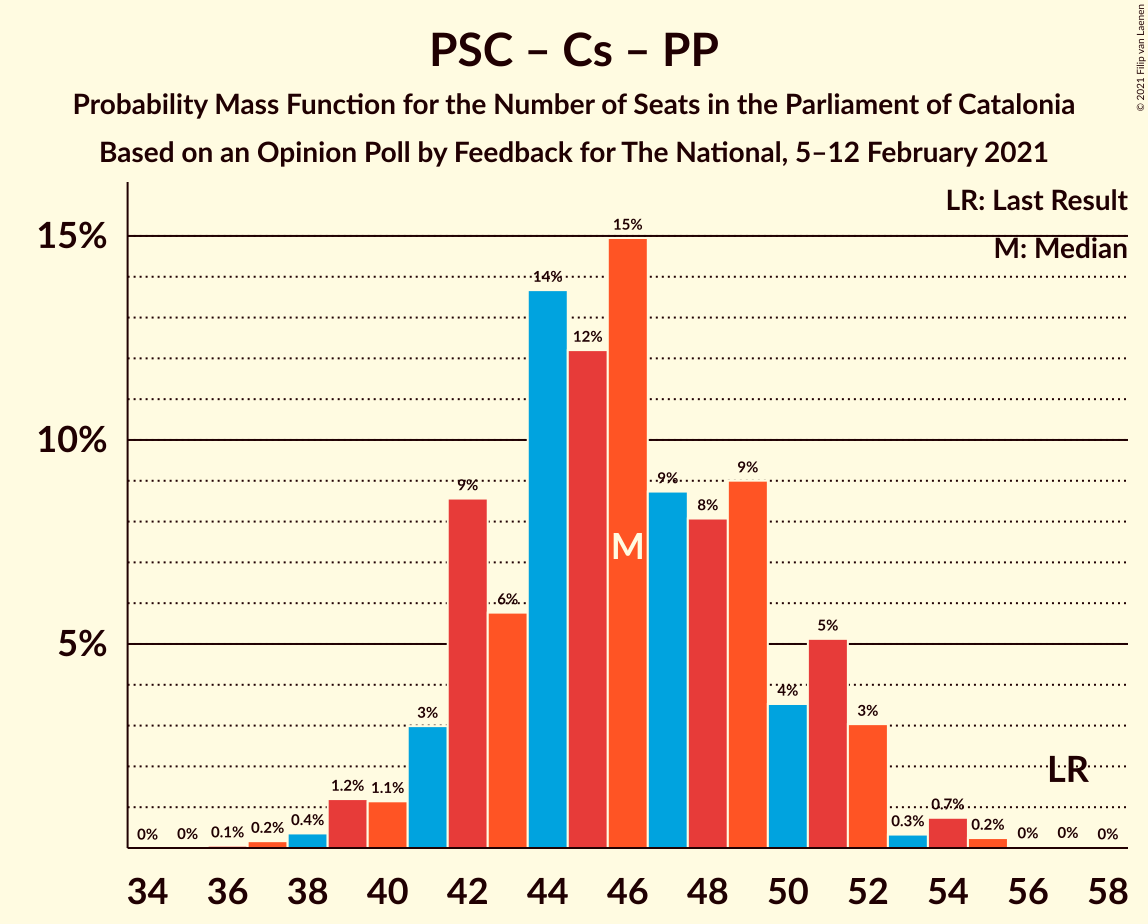 PSC – Cs – PP
Probability Mass Function for the Number of Seats in the Parliament of Catalonia
Based on an Opinion Poll by Feedback for The National, 5–12 February 2021
© 2021 Filip van Laenen
LR: Last Result
M: Median
15%
10%
5%
0% 0% 0.1% 0.2% 0.4% 1.2% 1.1% 3% 9% 6% 14% 12% 15% 9% 8% 9% 4% 5% 3% 0.3% 0.7% 0.2% 0% 0% 0%
M
LR
34 36 38 40 42 44 46 48 50 52 54 56 58